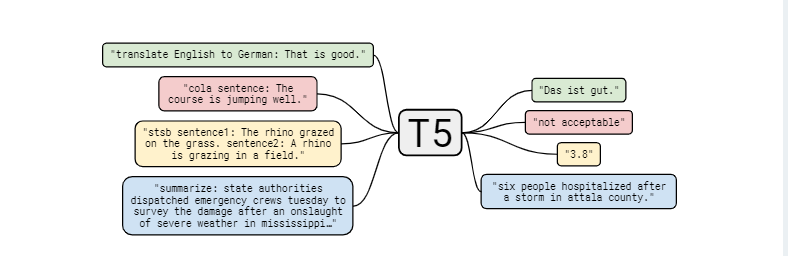 "translate English to German: That is good."
"cola sentence: The
course is jumping well."
"stsb sentence1: The rhino grazed
on the grass. sentence2: A rhino
is grazing in a field."
"summarize: state authorities
dispatched emergency crews tuesday to
survey the damage after an onslaught
of severe weather in mississippi…"
T5
"Das ist gut."
"not acceptable"
"3.8"
"six people hospitalized after
a storm in attala county."